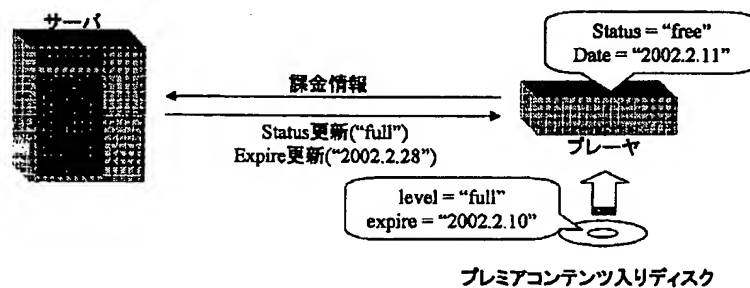 サーバ
Status = “free”
Date = “2002.2.11”
課金情報
Status更新(“full”)
Expire更新(“2002.2.28”)
プレーヤ
level = “full”
expire = “2002.2.10”
プレミアコンテンツ入りディスク